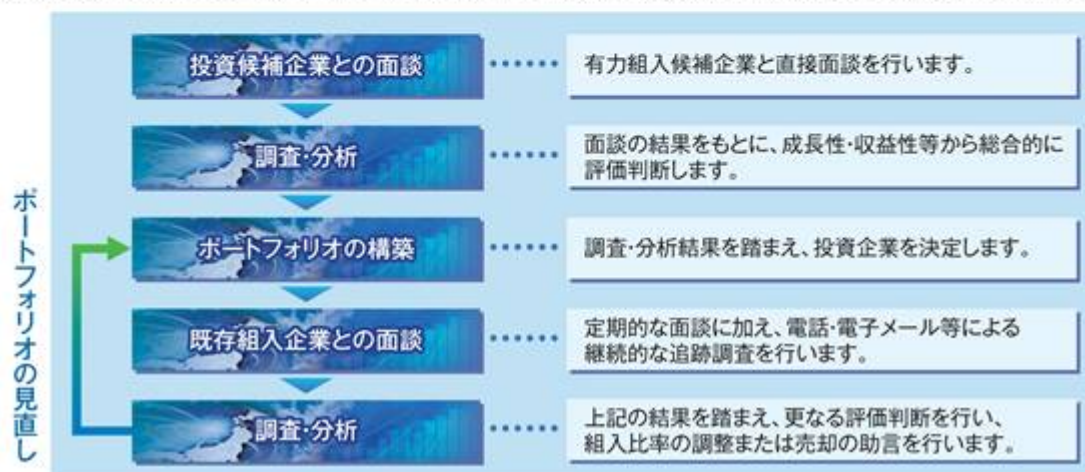 投資候補企業との面談
有力組入候補企業と直接面談を行います。
調査・分析
面談の結果をもとに、成長性・収益性等から総合的に
評価判断します。
ポートフォリオの構築
調査・分析結果を踏まえ、投資企業を決定します。
既存組入企業との面談
定期的な面談に加え、電話・電子メール等による
継続的な追跡調査を行います。
調査・分析
上記の結果を踏まえ、更なる評価判断を行い、
組入比率の調整または売却の助言を行います。
ポートフォリオの見直し